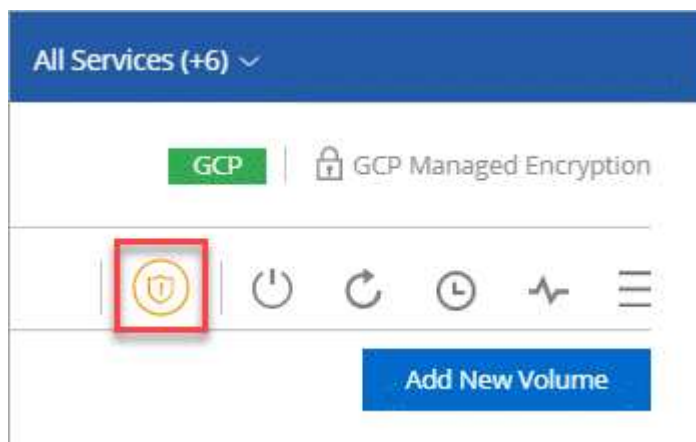 All Services (+6)
GCP
GCP Managed Encryption
Add New Volume